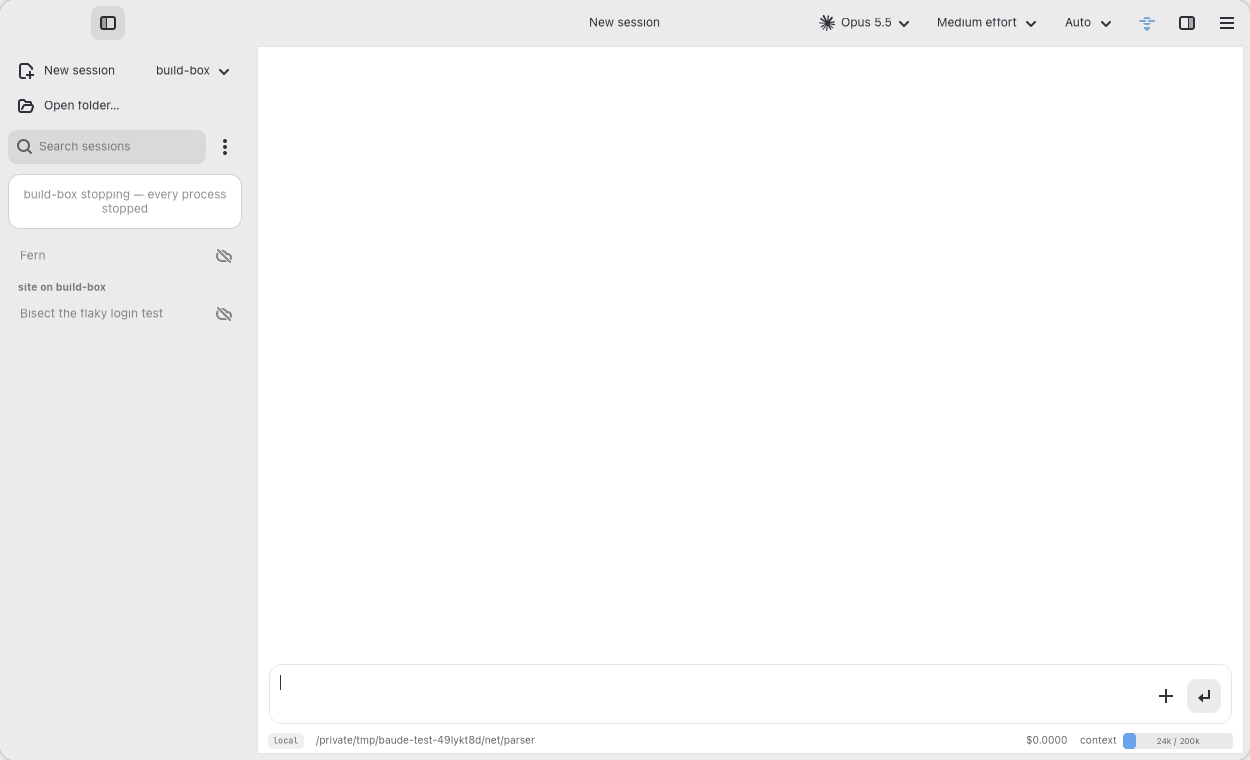 New session
Opus 5.5
Medium effort
Auto
New session
build-box
Open folder...
Search sessions
build-box stopping — every process
stopped
Fern
site on build-box
Bisect the flaky login test
local
/private/tmp/baude-test-49lykt8d/net/parser
$0.0000
context
24k / 200k